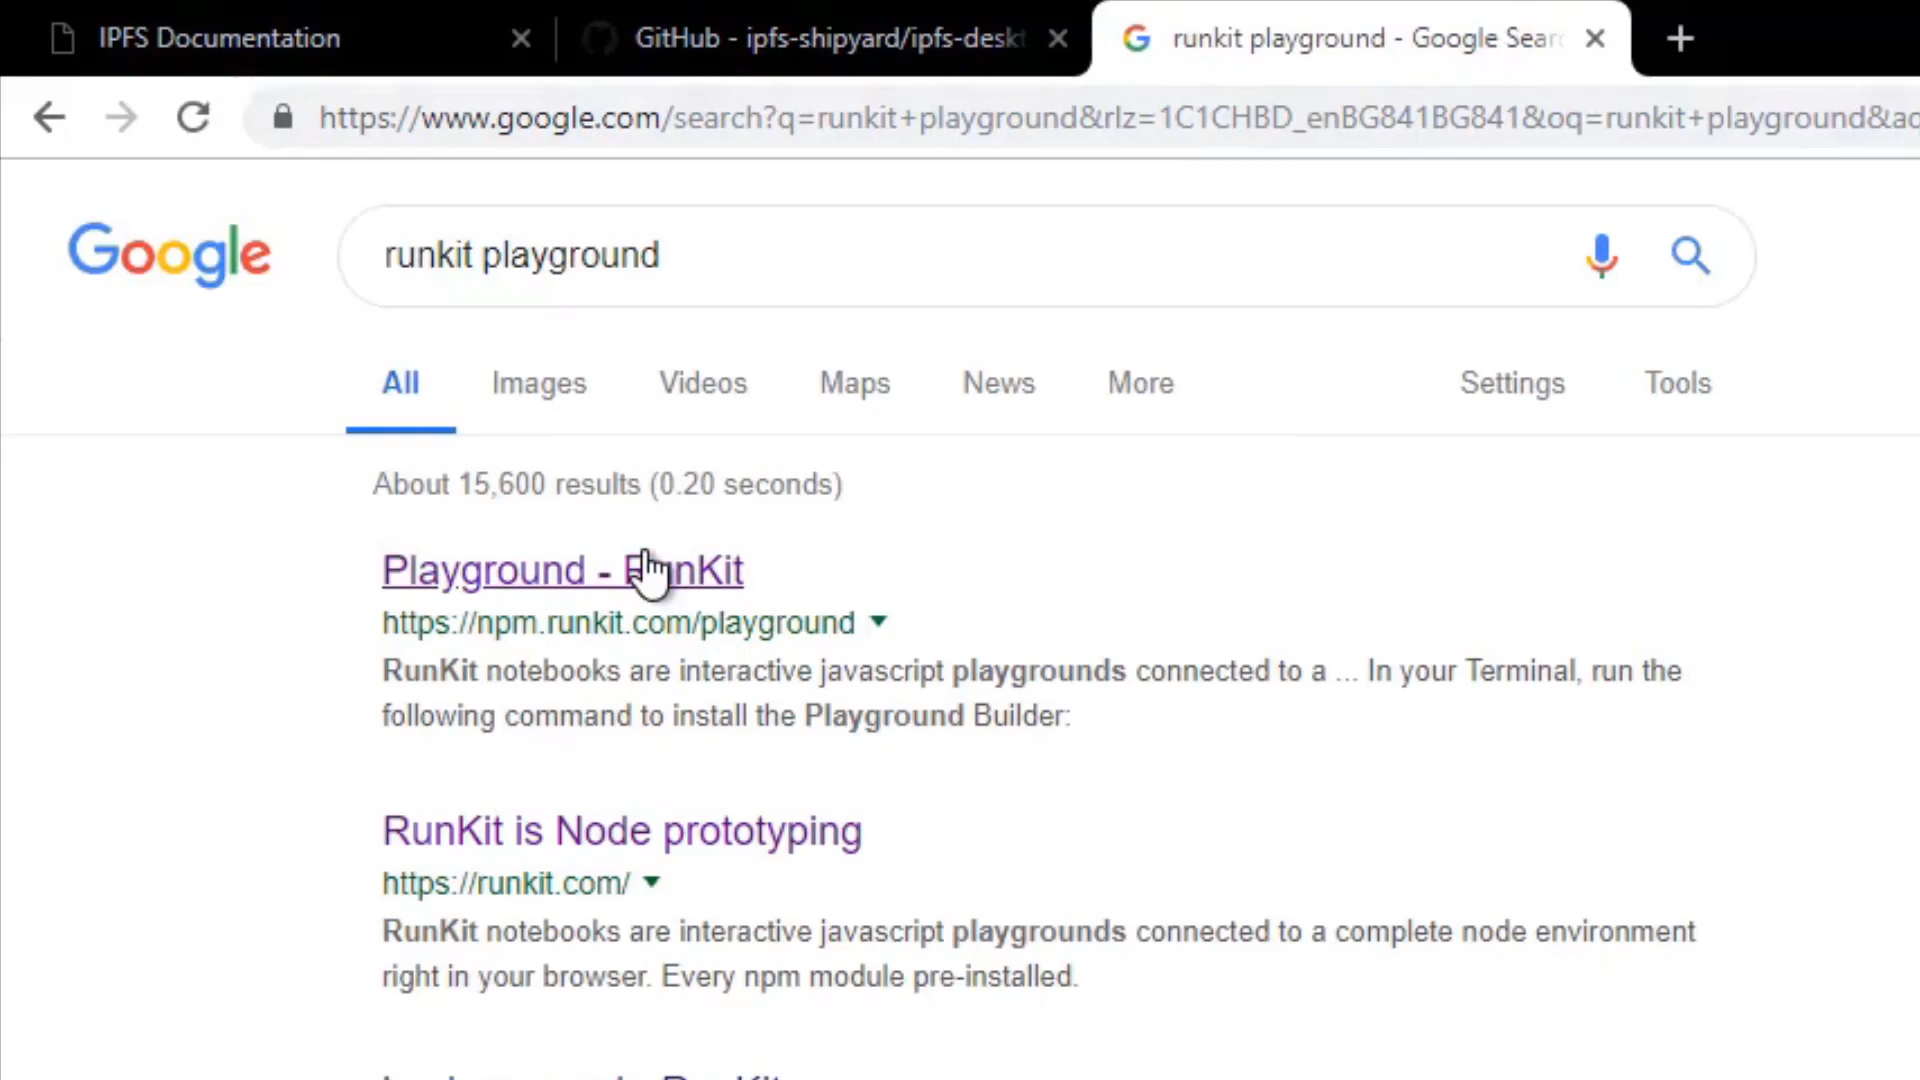 IPFS Documentation
GitHub - ipfs-shipyard/ipfs-deskt
runkit playground - Google Sear
https://www.google.com/search?q=runkit+playground&rlz=1C1CHBD_enBG841BG841&oq=runkit+playground&aq
Google
runkit playground
All Images Videos Maps News More Settings Tools
About 15,600 results (0.20 seconds)
Playground - RunKit
https://npm.runkit.com/playground
RunKit notebooks are interactive javascript playgrounds connected to a ... In your Terminal, run the
following command to install the Playground Builder:
RunKit is Node prototyping
https://runkit.com/
RunKit notebooks are interactive javascript playgrounds connected to a complete node environment
right in your browser. Every npm module pre-installed.